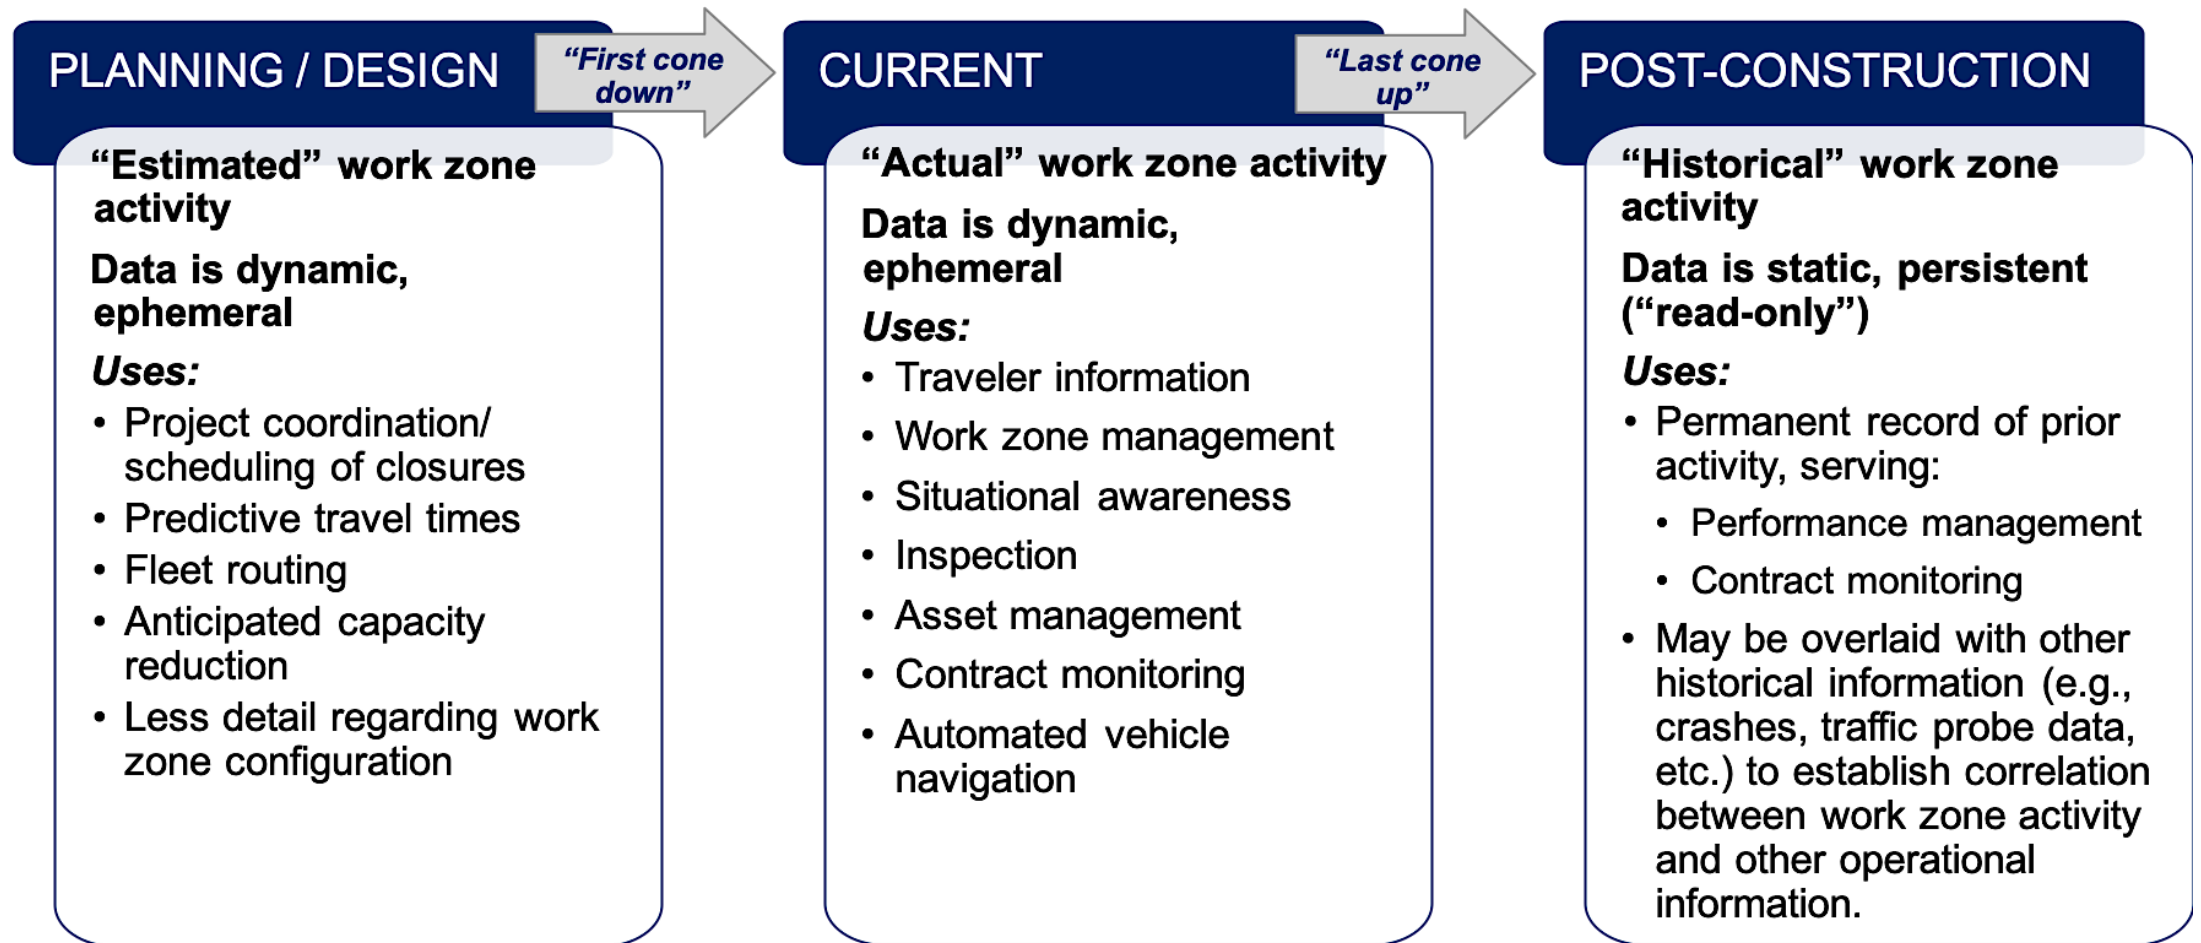 PLANNING / DESIGN
“First cone
down”
“Estimated” work zone
activity
Data is dynamic,
ephemeral
Uses:
• Project coordination/
scheduling of closures
• Predictive travel times
• Fleet routing
• Anticipated capacity
reduction
• Less detail regarding work
zone configuration
CURRENT
“Last cone
up”
“Actual” work zone activity
Data is dynamic,
ephemeral
Uses:
• Traveler information
• Work zone management
• Situational awareness
• Inspection
• Asset management
• Contract monitoring
• Automated vehicle
navigation
POST-CONSTRUCTION
“Historical” work zone
activity
Data is static, persistent
(“read-only”)
Uses:
• Permanent record of prior
activity, serving:
• Performance management
• Contract monitoring
• May be overlaid with other
historical information (e.g.,
crashes, traffic probe data,
etc.) to establish correlation
between work zone activity
and other operational
information.